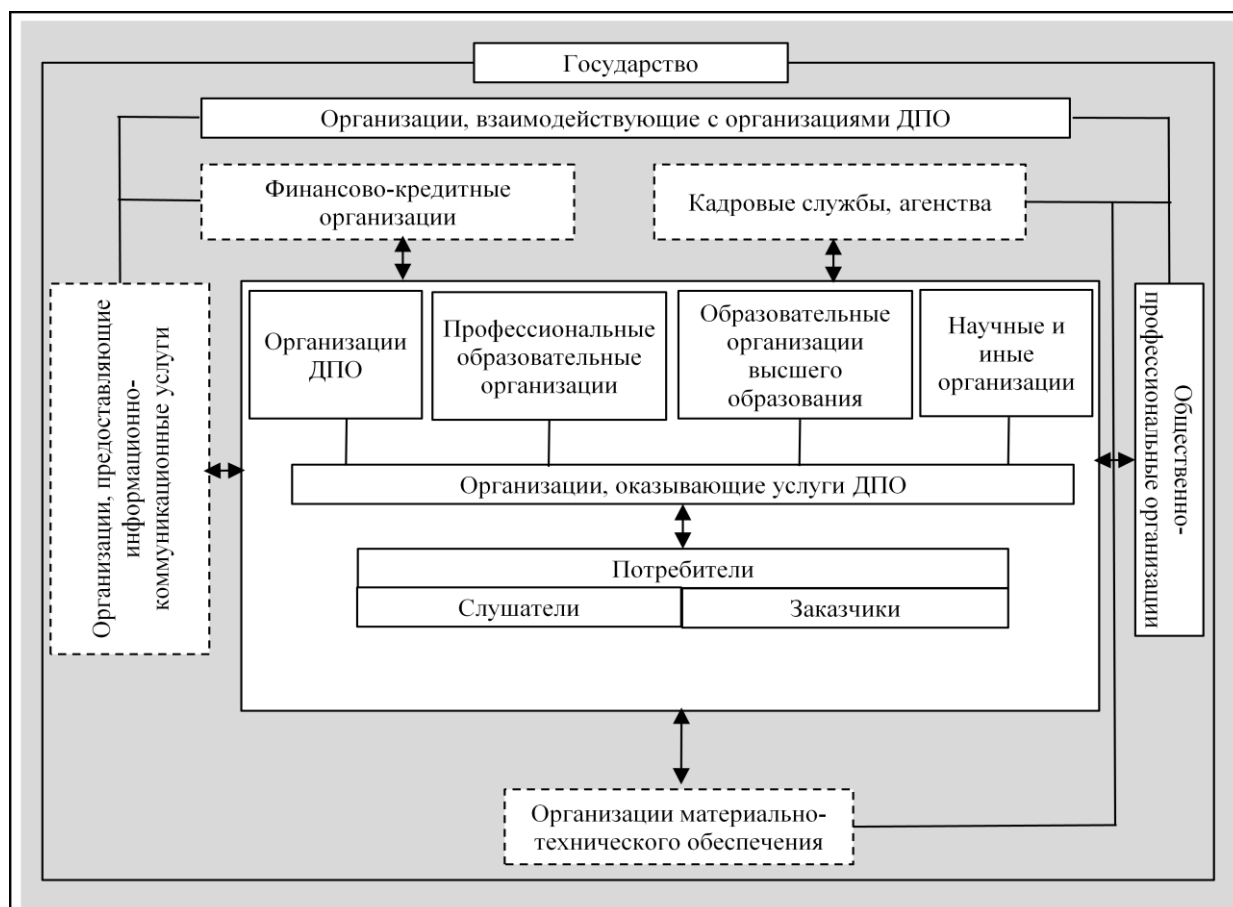 Государство
Организации, взаимодействующие с организациями ДПО
Финансово-кредитные
организации
Кадровые службы, агенства
Организации, предоставляющие
информационно-
коммуникационные услуги
Организации
ДПО
Профессиональные
образовательные
организации
Образовательные
организации
высшего
образования
Научные и
иные
организации
Общественно-
профессиональные организации
Организации, оказывающие услуги ДПО
Потребители
Слушатели
Заказчики
Организации материально-
технического обеспечения